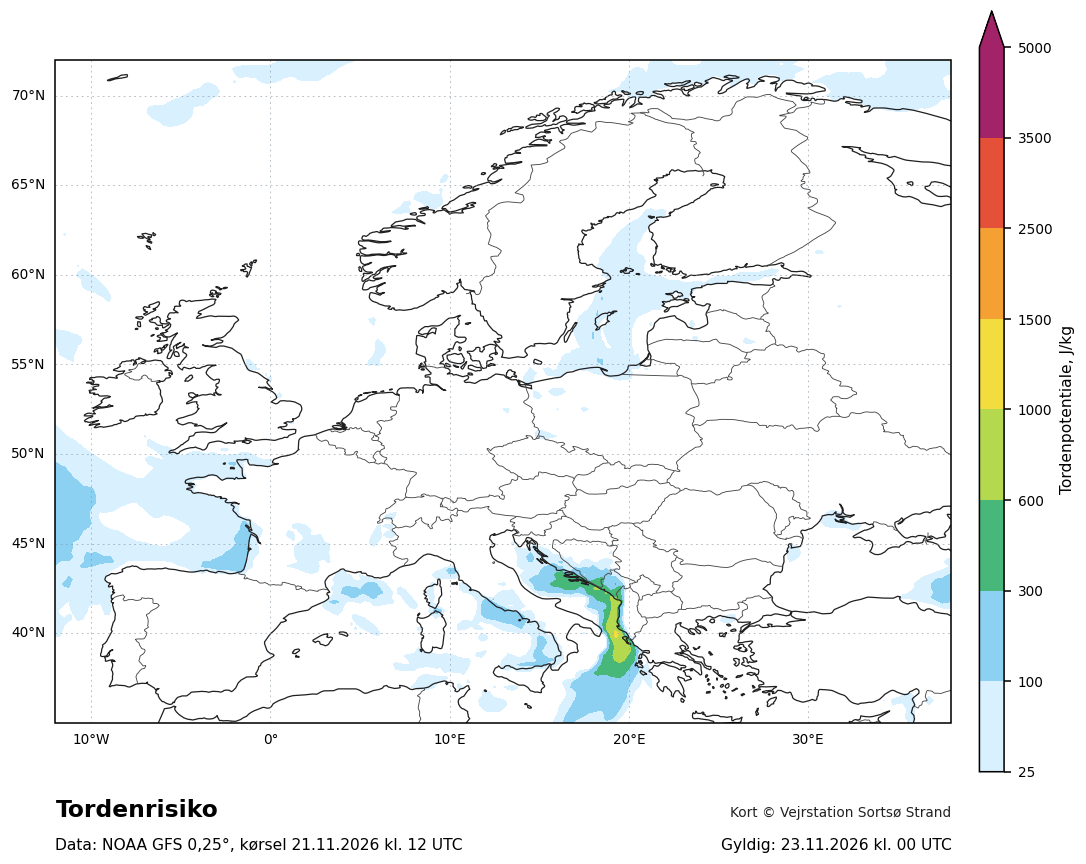 70°N
65°N
60°N
55°N
50°N
45°N
40°N
10°W
0°
10°E
20°E
30°E
5000
3500
2500
1500
1000
600
300
100
25
Tordenpotentiale, J/kg
Tordenrisiko
Kort © Vejrstation Sortsø Strand
Data: NOAA GFS 0,25°, kørsel 21.11.2026 kl. 12 UTC
Gyldig: 23.11.2026 kl. 00 UTC